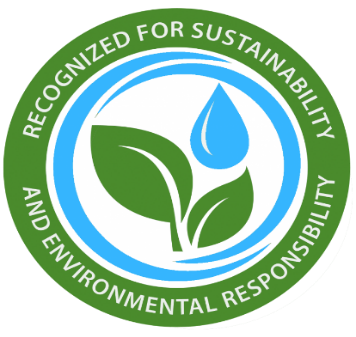 RECOGNIZED FOR SUSTAINABILITY
AND ENVIRONMENTAL RESPONSIBILITY